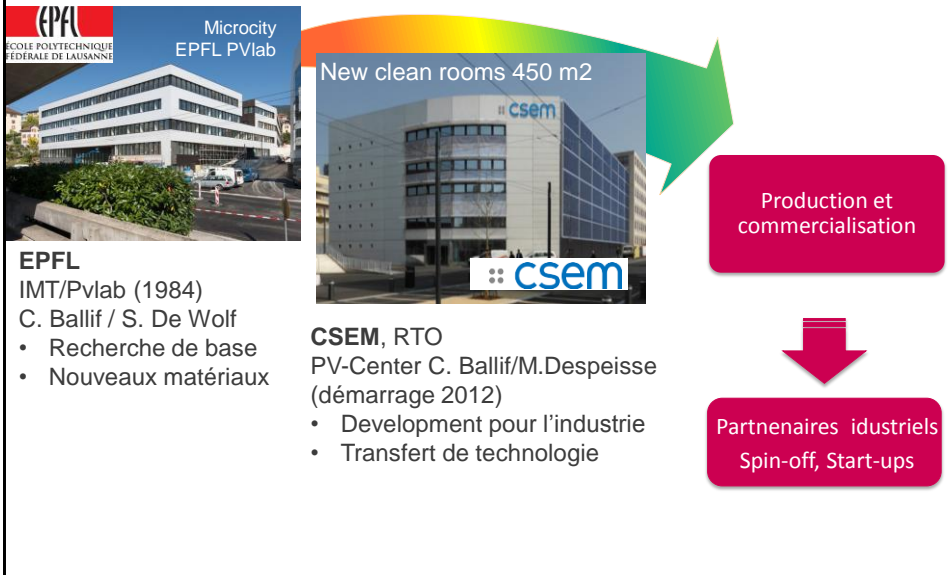 EPFL
ÉCOLE POLYTECHNIQUE
FÉDÉRALE DE LAUSANNE
Microcity
EPFL PVlab
New clean rooms 450 m2
csem
csem
EPFL
IMT/Pvlab (1984)
C. Ballif / S. De Wolf
• Recherche de base
• Nouveaux matériaux
CSEM, RTO
PV-Center C. Ballif/M.Despeisse
(démarrage 2012)
• Development pour l’industrie
• Transfert de technologie
Production et
commercialisation
Partnenaires idustriels
Spin-off, Start-ups